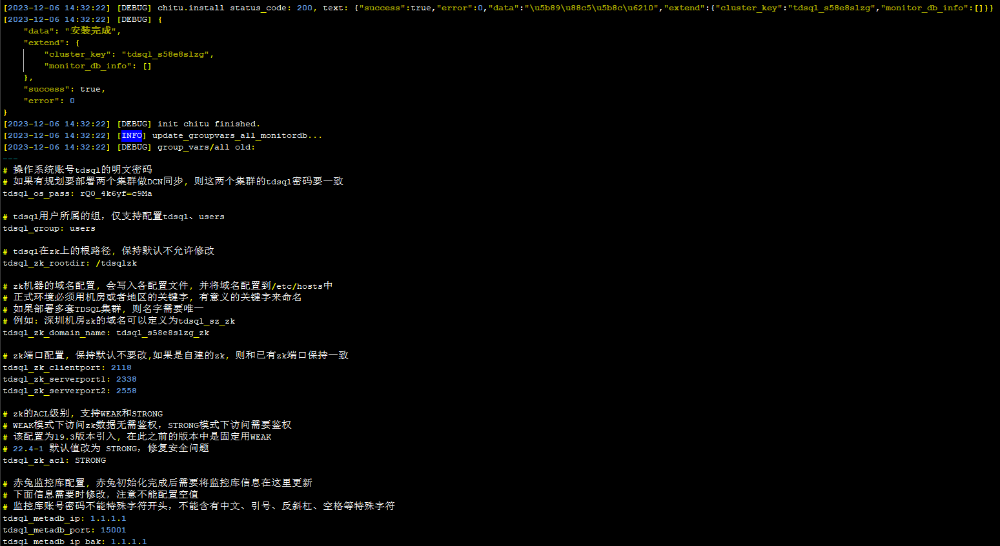 [2023-12-06 14:32:22] [DEBUG] chitu.install status_code: 200, text: {"success":true,"error":0,"data":"\u5b89\u88c5\u5b8c\u6210","extend":{"cluster_key":"tdsql_s58e8slzg","monitor_db_info":[]}}
[2023-12-06 14:32:22] [DEBUG] {
    "data": "安装完成",
    "extend": {
        "cluster_key": "tdsql_s58e8slzg",
        "monitor_db_info": []
    },
    "success": true,
    "error": 0
}
[2023-12-06 14:32:22] [DEBUG] init chitu finished.
[2023-12-06 14:32:22] [INFO] update_groupvars_all_monitordb...
[2023-12-06 14:32:22] [DEBUG] group_vars/all old:
---
# 操作系统账号tdsql的明文密码
# 如果有规划要部署两个集群做DCN同步，则这两个集群的tdsql密码要一致
tdsql_os_pass: rQ0_4k6yf=c9Ma
# tdsql用户所属的组，仅支持配置tdsql、users
tdsql_group: users
# tdsql在zk上的根路径，保持默认不允许修改
tdsql_zk_rootdir: /tdsqlzk
# zk机器的域名配置，会写入各配置文件，并将域名配置到/etc/hosts中
# 正式环境必须用机房或者地区的关键字，有意义的关键字来命名
# 如果部署多套TDSQL集群，则名字需要唯一
# 例如：深圳机房zk的域名可以定义为tdsql_sz_zk
tdsql_zk_domain_name: tdsql_s58e8slzg_zk
# zk端口配置，保持默认不要改,如果是自建的zk，则和已有zk端口保持一致
tdsql_zk_clientport: 2118
tdsql_zk_serverport1: 2338
tdsql_zk_serverport2: 2558
# zk的ACL级别，支持WEAK和STRONG
# WEAK模式下访问zk数据无需鉴权，STRONG模式下访问需要鉴权
# 该配置为19.3版本引入，在此之前的版本中是固定用WEAK
# 22.4-1 默认值改为 STRONG，修复安全问题
tdsql_zk_acl: STRONG
# 赤兔监控库配置，赤兔初始化完成后需要将监控库信息在这里更新
# 下面信息需要时修改，注意不能配置空值
# 监控库账号密码不能特殊字符开头，不能含有中文、引号、反斜杠、空格等特殊字符
tdsql_metadb_ip: 1.1.1.1
tdsql_metadb_port: 15001
tdsql_metadb_ip_bak: 1.1.1.1